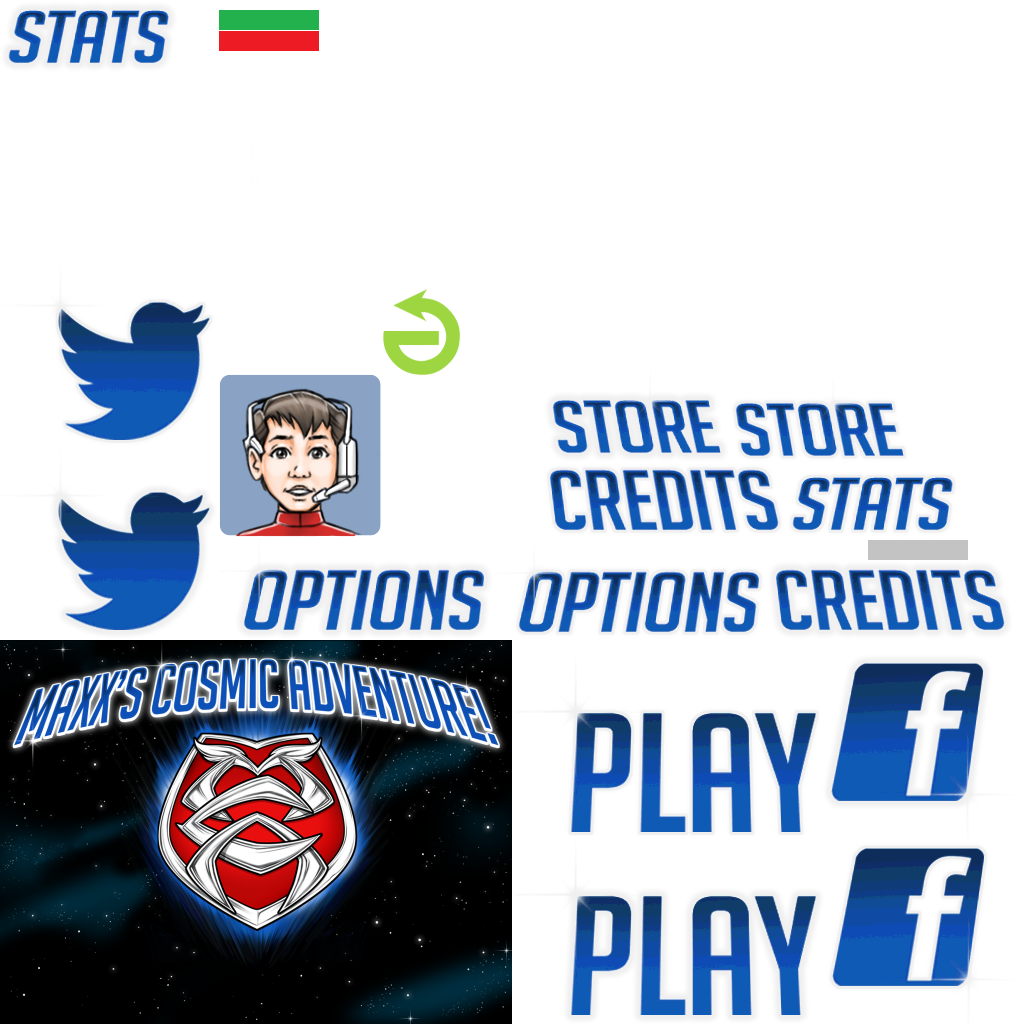 STATS
STORE STORE
CREDITS STATS
OPTIONS OPTIONS CREDITS
MAXX'S COSMIC ADVENTURE!
PLAY f
PLAY f